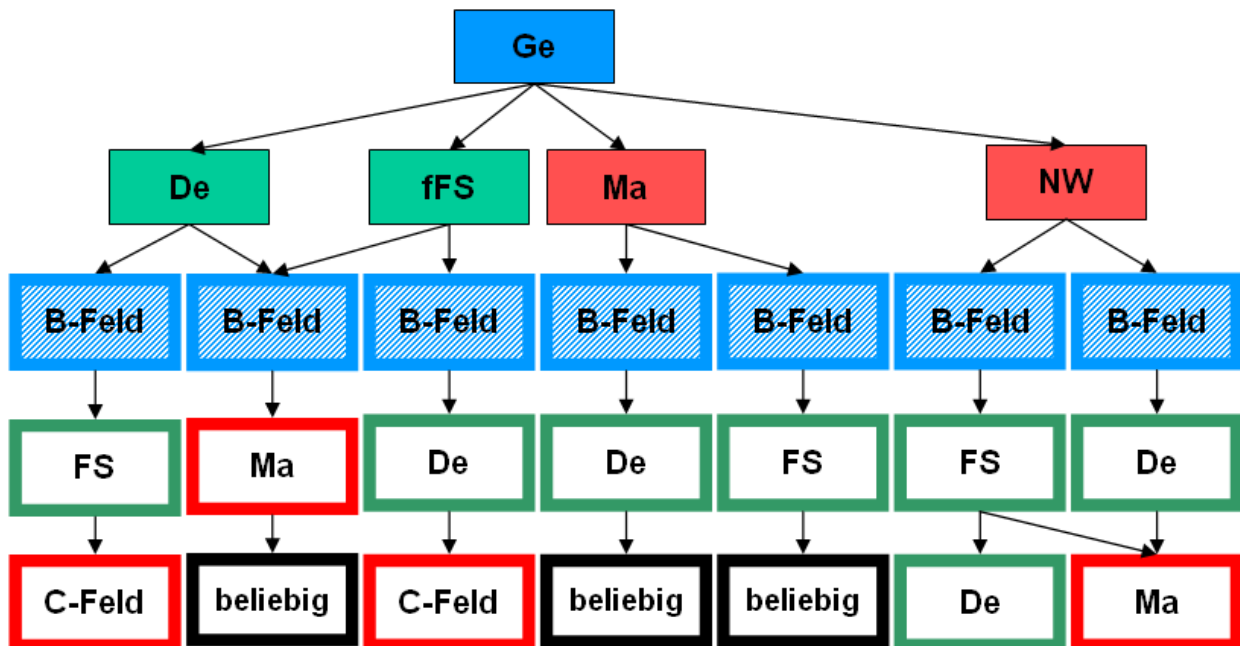 Ge
De
fFS
Ma
NW
B-Feld
B-Feld
B-Feld
B-Feld
B-Feld
B-Feld
B-Feld
FS
Ma
De
De
FS
FS
De
C-Feld
beliebig
C-Feld
beliebig
beliebig
De
Ma